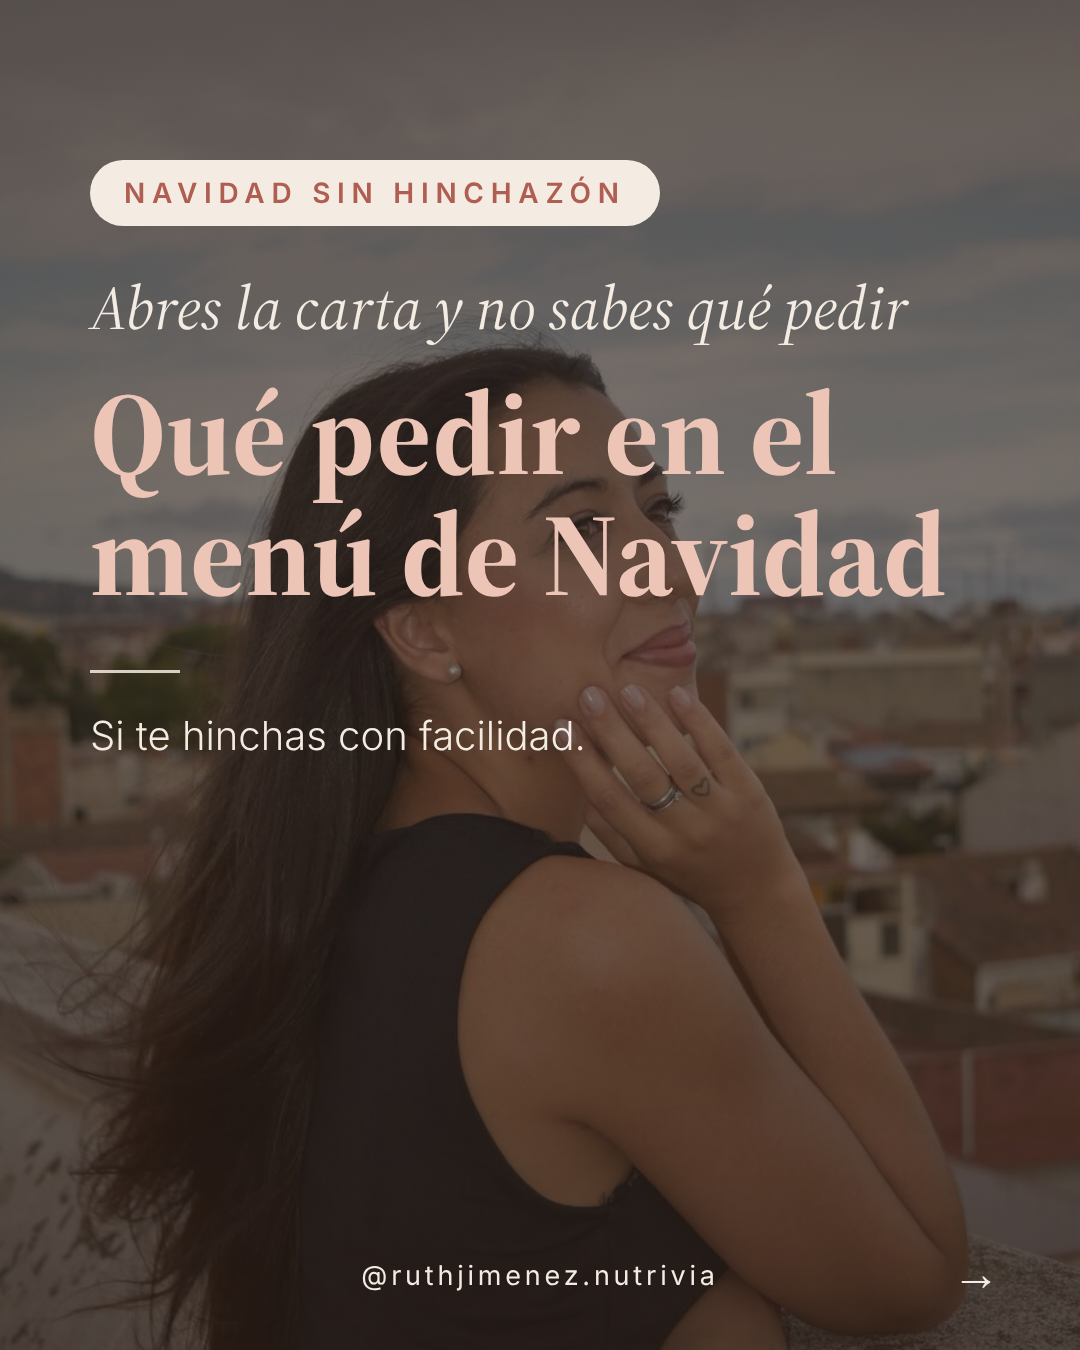 NAVIDAD SIN HINCHAZÓN
Abres la carta y no sabes qué pedir
Qué pedir en el
menú de Navidad
Si te hinchas con facilidad.
@ruthjimenez.nutrivia
→